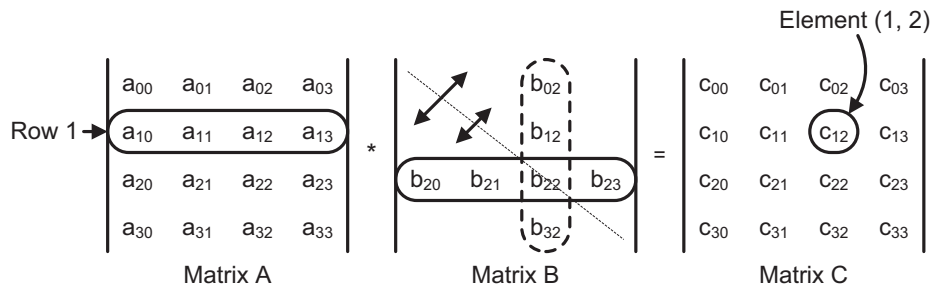 Element (1, 2)
a₀₀ a₀₁ a₀₂ a₀₃ b₀₂ c₀₀ c₀₁ c₀₂ c₀₃
Row 1 a₁₀ a₁₁ a₁₂ a₁₃ * b₁₂ = c₁₀ c₁₁ c₁₂ c₁₃
a₂₀ a₂₁ a₂₂ a₂₃ b₂₀ b₂₁ b₂₂ b₂₃ c₂₀ c₂₁ c₂₂ c₂₃
a₃₀ a₃₁ a₃₂ a₃₃ b₃₂ c₃₀ c₃₁ c₃₂ c₃₃
Matrix A Matrix B Matrix C